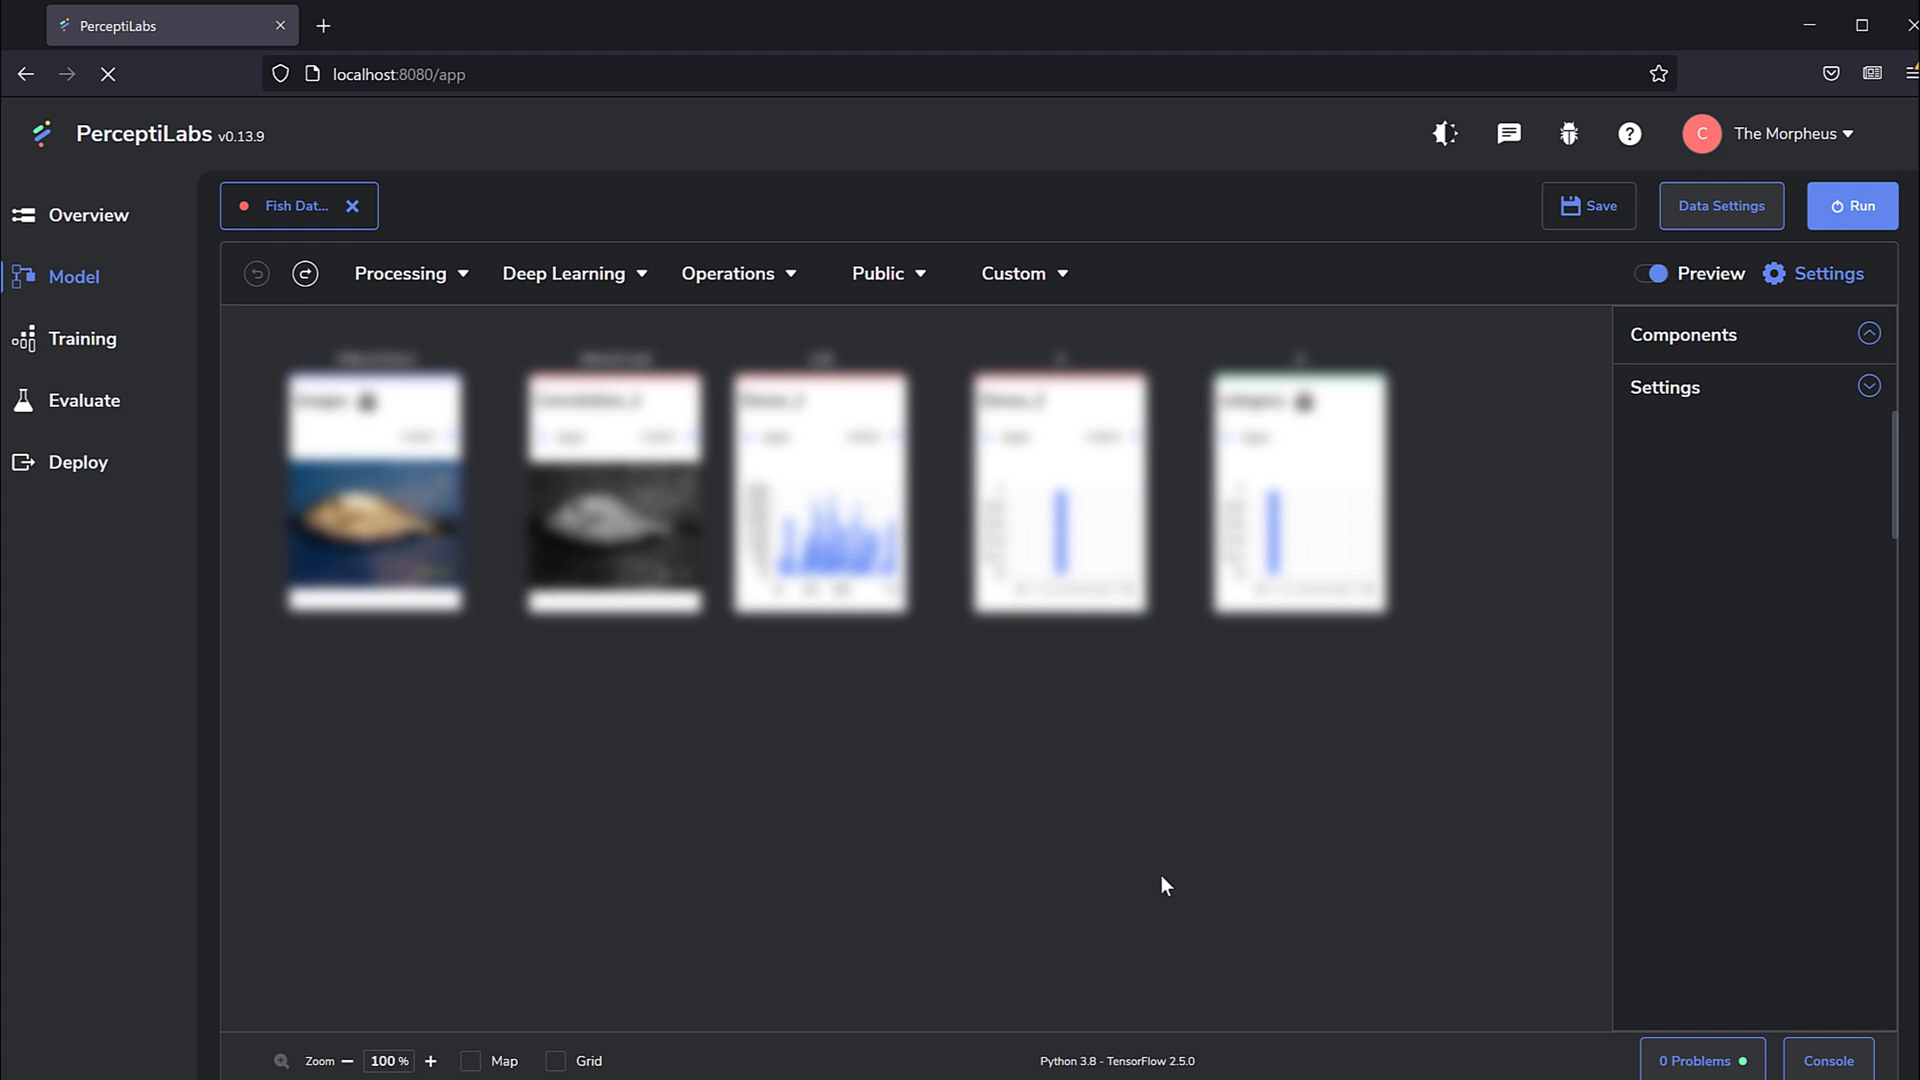 PerceptiLabs
localhost:8080/app
PerceptiLabs v0.13.9
C The Morpheus
Overview
Model
Training
Evaluate
Deploy
Fish Dat...
Save
Data Settings
Run
Processing Deep Learning Operations Public Custom
Preview Settings
Components
Settings
Zoom 100 % Map Grid
Python 3.8 - TensorFlow 2.5.0
0 Problems
Console